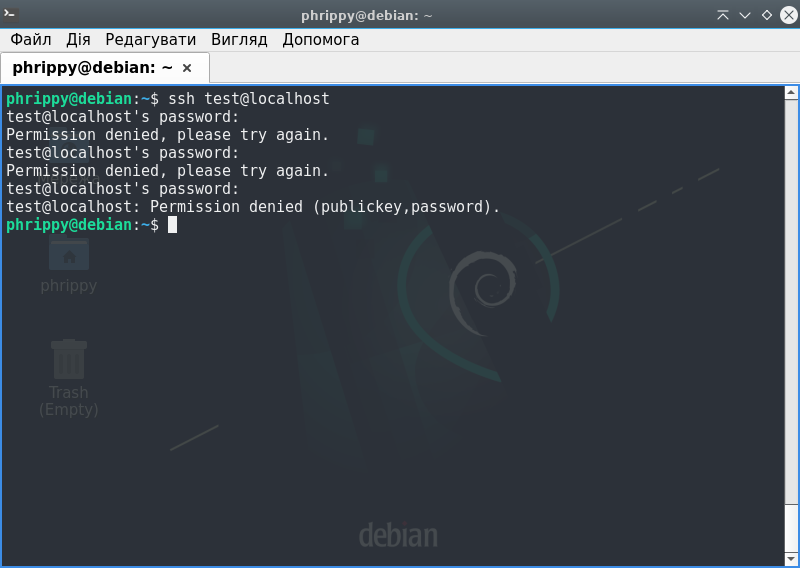 phrippy@debian: ~
Файл Дія Редагувати Вигляд Допомога
phrippy@debian: ~ ×
phrippy@debian:~$ ssh test@localhost
test@localhost's password:
Permission denied, please try again.
test@localhost's password:
Permission denied, please try again.
test@localhost's password:
test@localhost: Permission denied (publickey,password).
phrippy@debian:~$
phrippy
Trash
(Empty)
debian